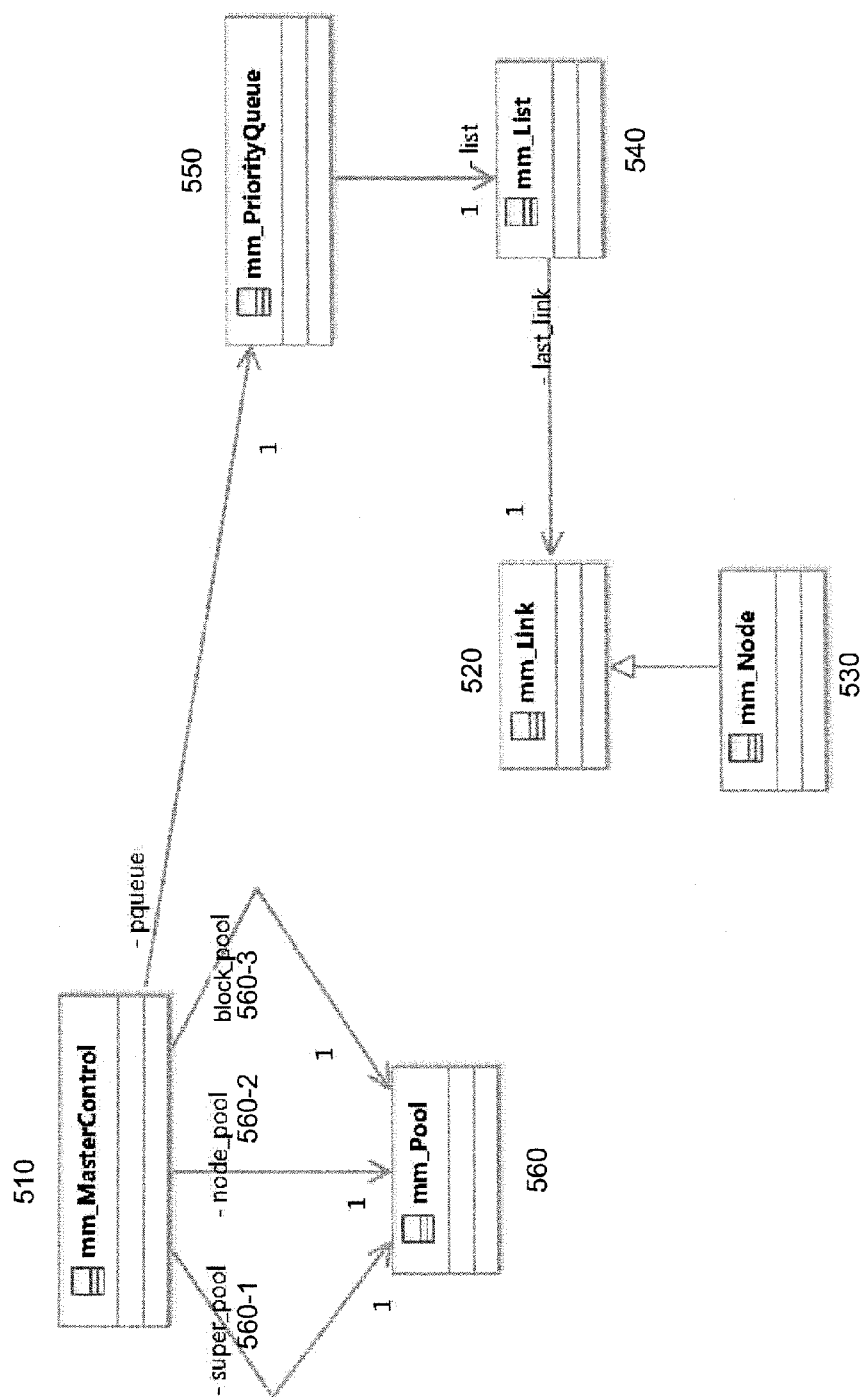 510
mm_MasterControl
- pqueue
1
550
mm_PriorityQueue
- super_pool
560-1
1
- node_pool
560-2
1
block_pool
560-3
1
mm_Pool
560
1
- list
mm_List
540
- last_link
1
520
mm_Link
mm_Node
530